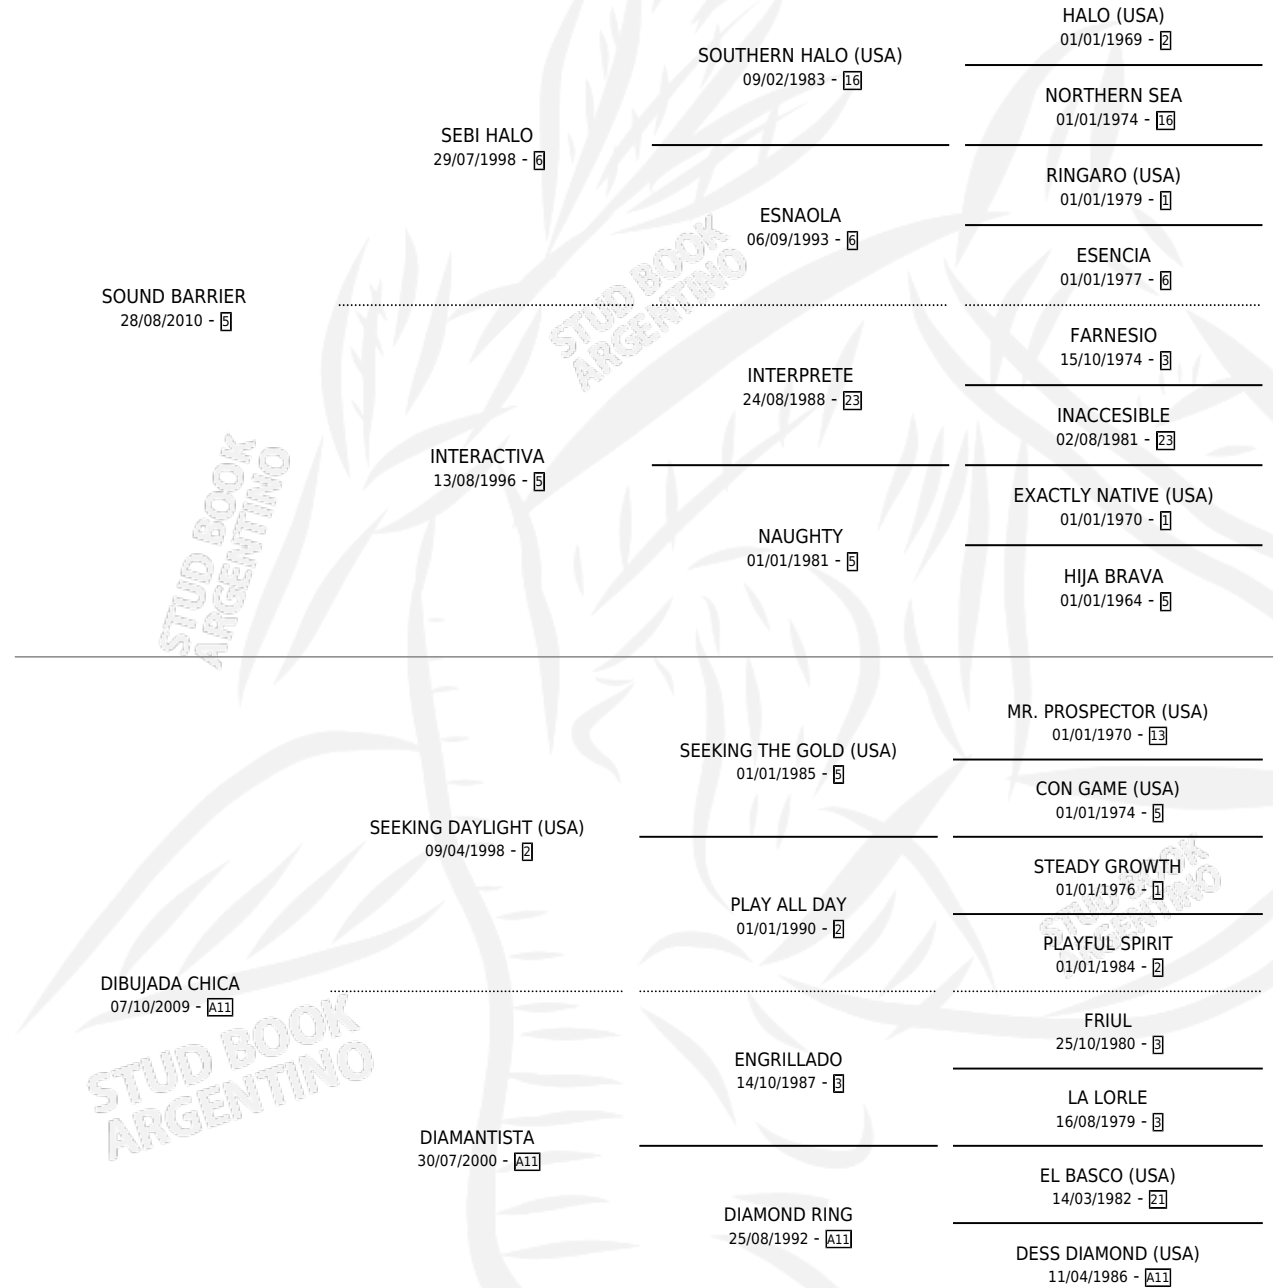 HALO (USA)
01/01/1969 - 2
SOUTHERN HALO (USA)
09/02/1983 - 16
NORTHERN SEA
01/01/1974 - 16
SEBI HALO
29/07/1998 - 6
RINGARO (USA)
01/01/1979 - 1
ESNAOLA
06/09/1993 - 6
ESENCIA
01/01/1977 - 6
SOUND BARRIER
28/08/2010 - 5
FARNESIO
15/10/1974 - 3
INTERPRETE
24/08/1988 - 23
INACCESIBLE
02/08/1981 - 23
INTERACTIVA
13/08/1996 - 5
EXACTLY NATIVE (USA)
01/01/1970 - 1
NAUGHTY
01/01/1981 - 5
HIJA BRAVA
01/01/1964 - 5
STUD BOOK
ARGENTINO
STUD BOOK
ARGENTINO
MR. PROSPECTOR (USA)
01/01/1970 - 13
SEEKING THE GOLD (USA)
01/01/1985 - 5
CON GAME (USA)
01/01/1974 - 5
SEEKING DAYLIGHT (USA)
09/04/1998 - 2
STEADY GROWTH
01/01/1976 - 1
PLAY ALL DAY
01/01/1990 - 2
PLAYFUL SPIRIT
01/01/1984 - 2
DIBUJADA CHICA
07/10/2009 - A11
FRIUL
25/10/1980 - 3
ENGRILLADO
14/10/1987 - 3
LA LORLE
16/08/1979 - 3
DIAMANTISTA
30/07/2000 - A11
EL BASCO (USA)
14/03/1982 - 21
DIAMOND RING
25/08/1992 - A11
DESS DIAMOND (USA)
11/04/1986 - A11
STUD BOOK
ARGENTINO
STUD BOOK
ARGENTINO